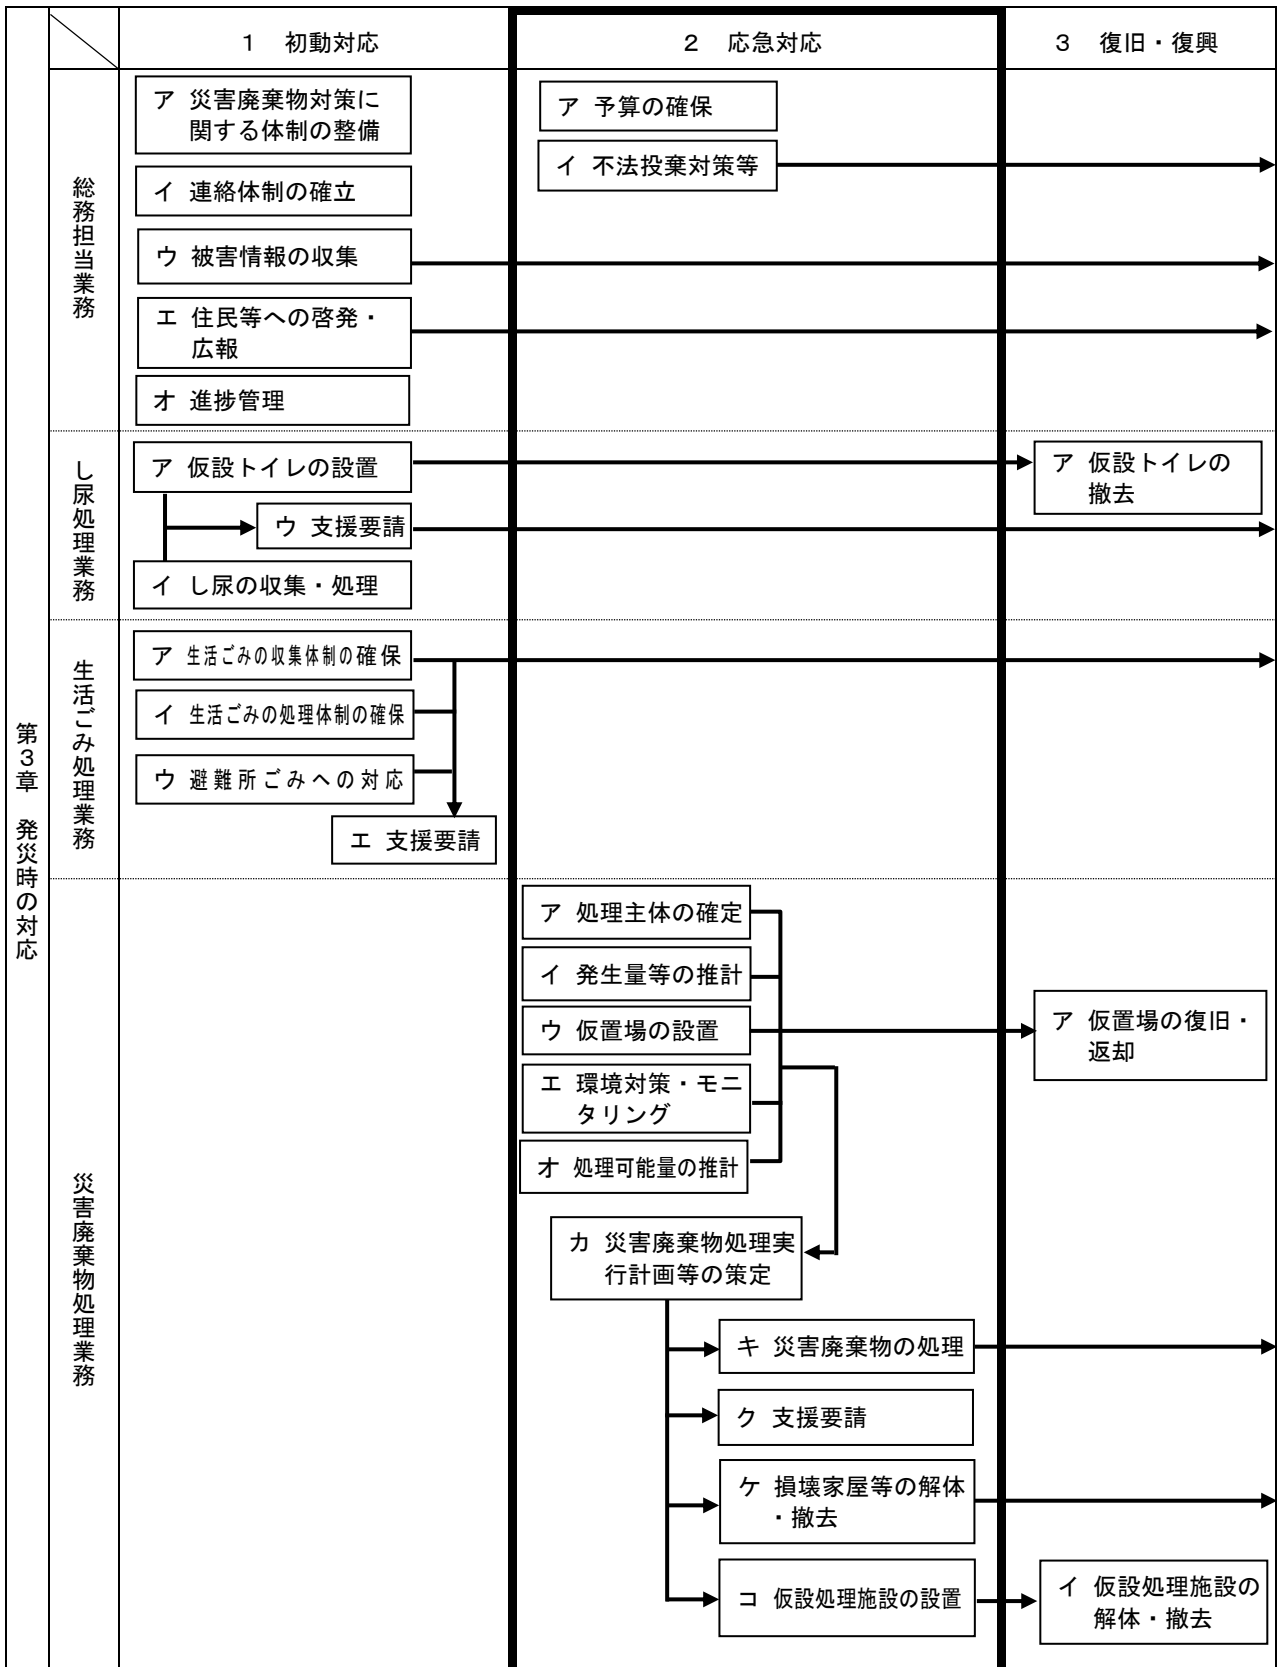 第3章 発災時の対応
1 初動対応
2 応急対応
3 復旧・復興
総務担当業務
ア 災害廃棄物対策に
関する体制の整備
イ 連絡体制の確立
ウ 被害情報の収集
エ 住民等への啓発・
広報
オ 進捗管理
ア 予算の確保
イ 不法投棄対策等
し尿処理業務
ア 仮設トイレの設置
ウ 支援要請
イ し尿の収集・処理
ア 仮設トイレの
撤去
生活ごみ処理業務
ア 生活ごみの収集体制の確保
イ 生活ごみの処理体制の確保
ウ 避難所ごみへの対応
エ 支援要請
災害廃棄物処理業務
ア 処理主体の確定
イ 発生量等の推計
ウ 仮置場の設置
エ 環境対策・モニ
タリング
オ 処理可能量の推計
カ 災害廃棄物処理実
行計画等の策定
キ 災害廃棄物の処理
ク 支援要請
ケ 損壊家屋等の解体
・撤去
コ 仮設処理施設の設置
ア 仮置場の復旧・
返却
イ 仮設処理施設の
解体・撤去